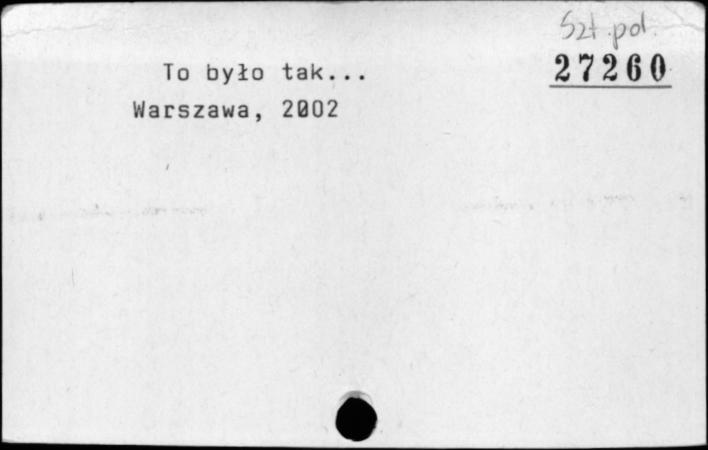 Szt. pol.
27260
To było tak...
Warszawa, 2002